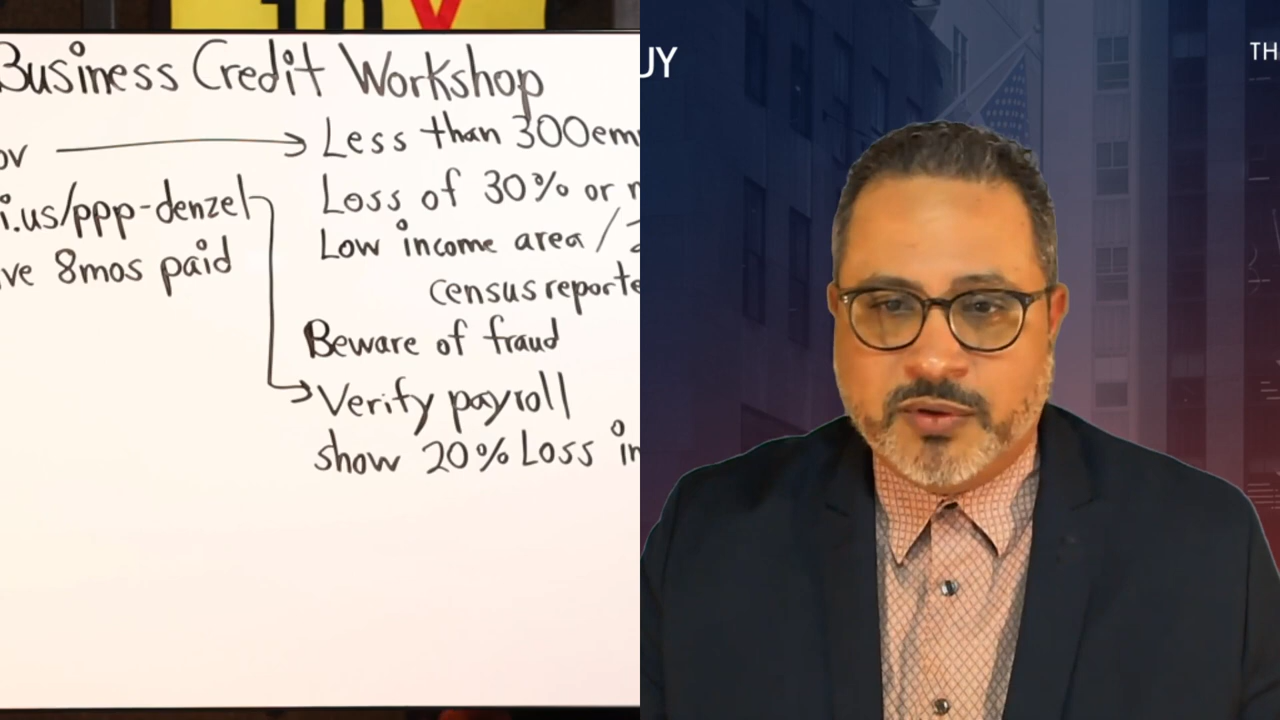 10X
Business Credit Workshop
ov → Less than 300em
i.us/ppp-denzel
Loss of 30% or
Low income area /
ve 8mos paid
census reporte
Beware of fraud
Verify payroll
show 20% Loss in
UY
TH